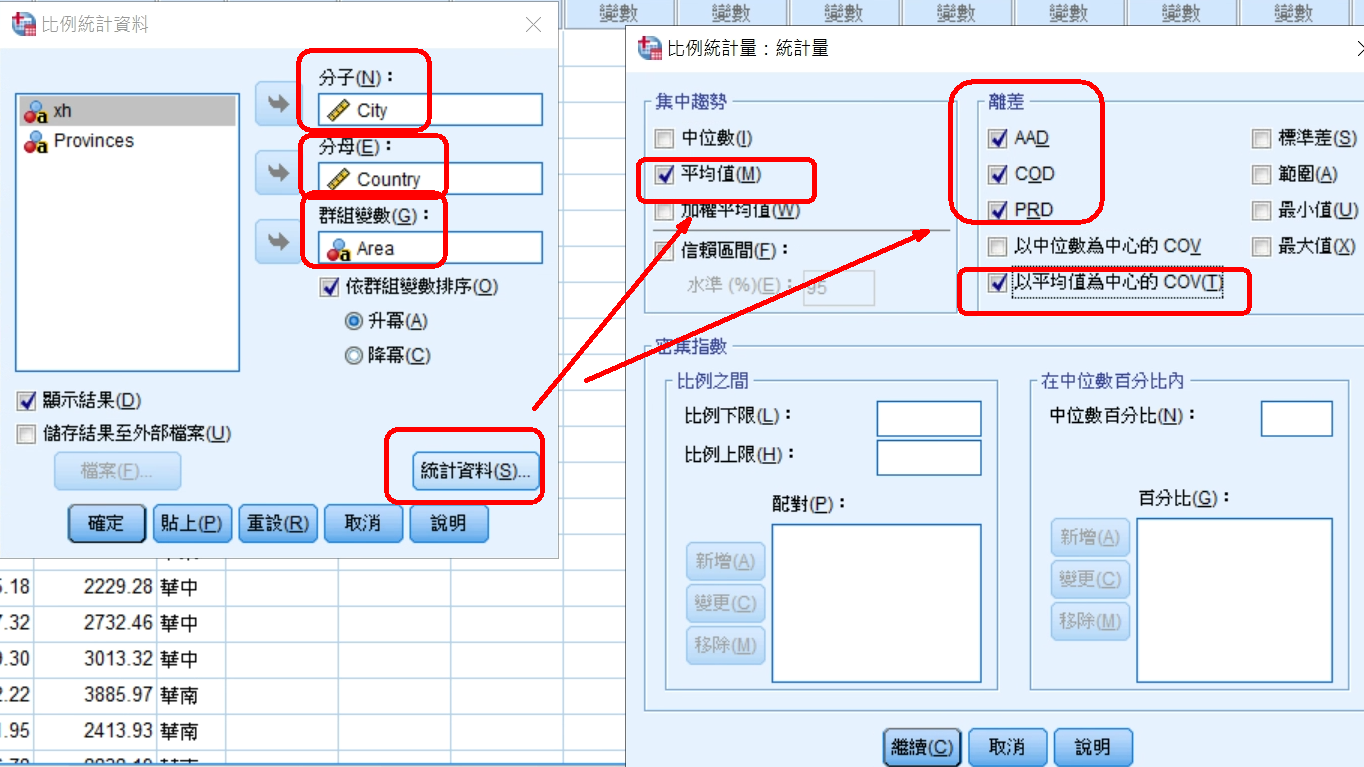 變數 變數 變數 變數 變數 變數 變數
比例統計資料
xh
Provinces
分子(N)：
City
分母(E)：
Country
群組變數(G)：
Area
依群組變數排序(O)
升冪(A)
降冪(C)
顯示結果(D)
儲存結果至外部檔案(U)
檔案(F)...
統計資料(S)...
確定 貼上(P) 重設(R) 取消 說明
5.18 2229.28 華中
7.32 2732.46 華中
9.30 3013.32 華中
2.22 3885.97 華南
1.95 2413.93 華南
比例統計量：統計量
集中趨勢
中位數(I)
平均值(M)
加權平均值(W)
信賴區間(F)：
水準 (%)(E)： 95
離差
AAD
COD
PRD
以中位數為中心的 COV
以平均值為中心的 COV(T)
標準差(S)
範圍(A)
最小值(U)
最大值(X)
密集指數
比例之間
比例下限(L)：
比例上限(H)：
配對(P)：
新增(A)
變更(C)
移除(M)
在中位數百分比內
中位數百分比(N)：
百分比(G)：
新增(A)
變更(C)
移除(M)
繼續(C) 取消 說明